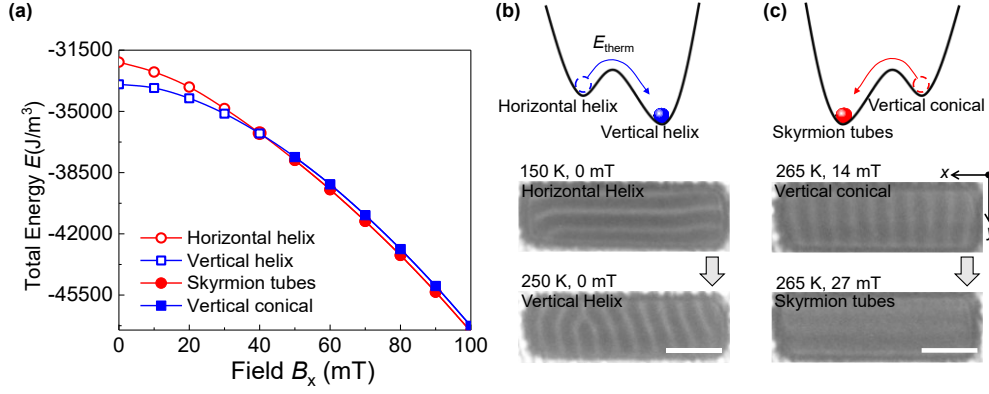 (a)
-31500
-35000
-38500
-42000
-45500
Total Energy E(J/m³)
Horizontal helix
Vertical helix
Skyrmion tubes
Vertical conical
0 20 40 60 80 100
Field Bx (mT)
(b)
Etherm
Horizontal helix
Vertical helix
150 K, 0 mT
Horizontal Helix
250 K, 0 mT
Vertical Helix
(c)
Vertical conical
Skyrmion tubes
265 K, 14 mT
x
Vertical conical
265 K, 27 mT
Skyrmion tubes